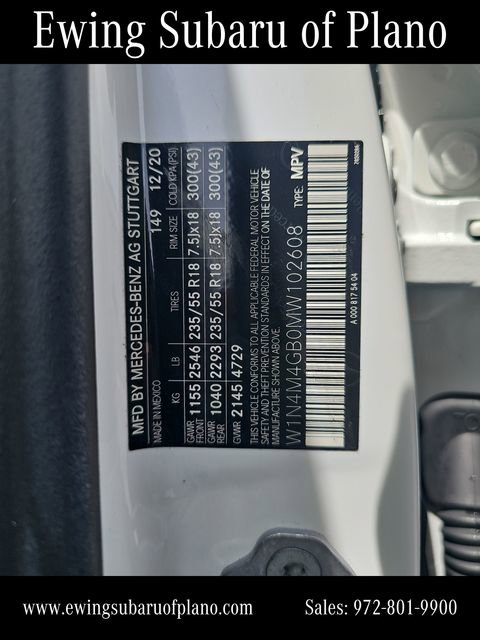 Ewing Subaru of Plano
MFD BY MERCEDES-BENZ AG STUTTGART
MADE IN MEXICO 149 12/20
KG LB TIRES RIM SIZE COLD KPA(PSI)
GAWR FRONT 1155 2546 235/55 R18 7.5Jx18 300(43)
GAWR REAR 1040 2293 235/55 R18 7.5Jx18 300(43)
GVWR 2145 4729
THIS VEHICLE CONFORMS TO ALL APPLICABLE FEDERAL MOTOR VEHICLE
SAFETY AND THEFT PREVENTION STANDARDS IN EFFECT ON THE DATE OF
MANUFACTURE SHOWN ABOVE.
W1N4M4GB0MW102608 TYPE: MPV
A 000 817 54 04
www.ewingsubaruofplano.com
Sales: 972-801-9900